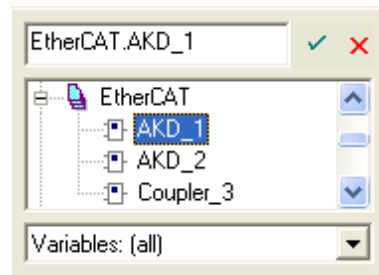 EtherCAT.AKD_1
EtherCAT
AKD_1
AKD_2
Coupler_3
Variables: (all)